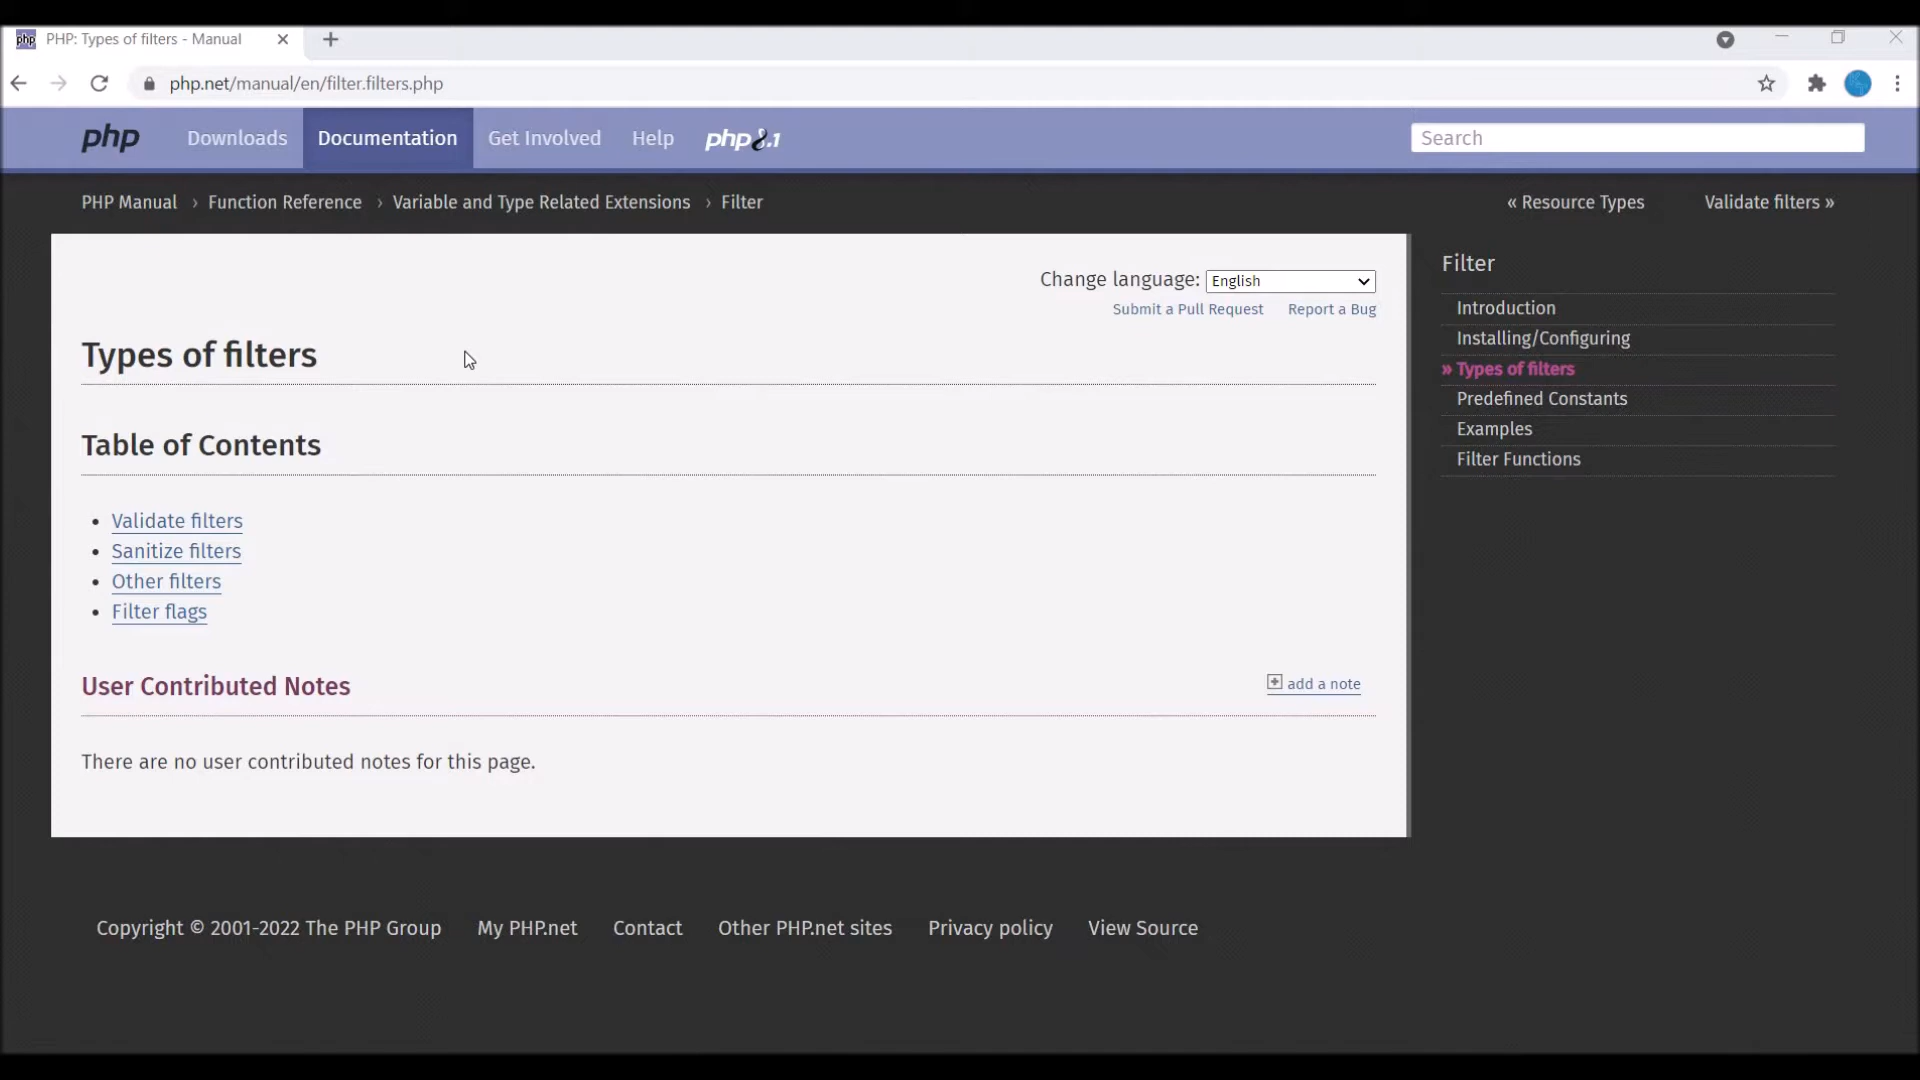 php PHP: Types of filters - Manual
php.net/manual/en/filter.filters.php
php Downloads Documentation Get Involved Help php8.1 Search
PHP Manual › Function Reference › Variable and Type Related Extensions › Filter « Resource Types Validate filters »
Change language: English
Submit a Pull Request Report a Bug
Types of filters
Table of Contents
• Validate filters
• Sanitize filters
• Other filters
• Filter flags
User Contributed Notes
add a note
There are no user contributed notes for this page.
Filter
Introduction
Installing/Configuring
» Types of filters
Predefined Constants
Examples
Filter Functions
Copyright © 2001-2022 The PHP Group My PHP.net Contact Other PHP.net sites Privacy policy View Source